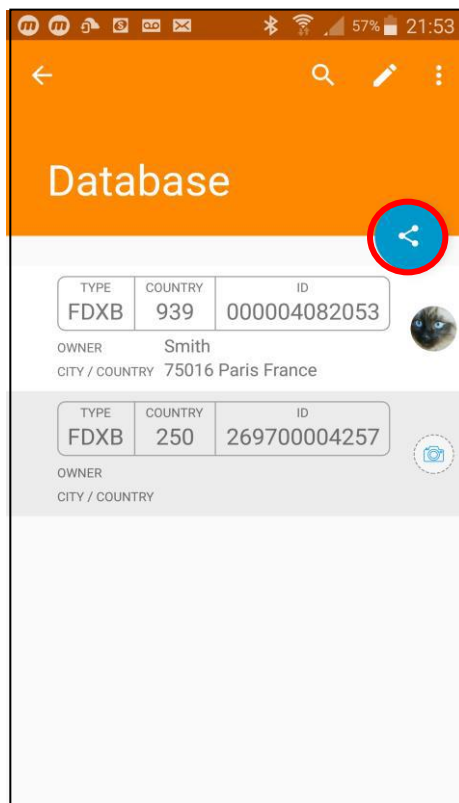 57% 21:53
Database
TYPE COUNTRY ID
FDXB 939 000004082053
OWNER Smith
CITY / COUNTRY 75016 Paris France
TYPE COUNTRY ID
FDXB 250 269700004257
OWNER
CITY / COUNTRY